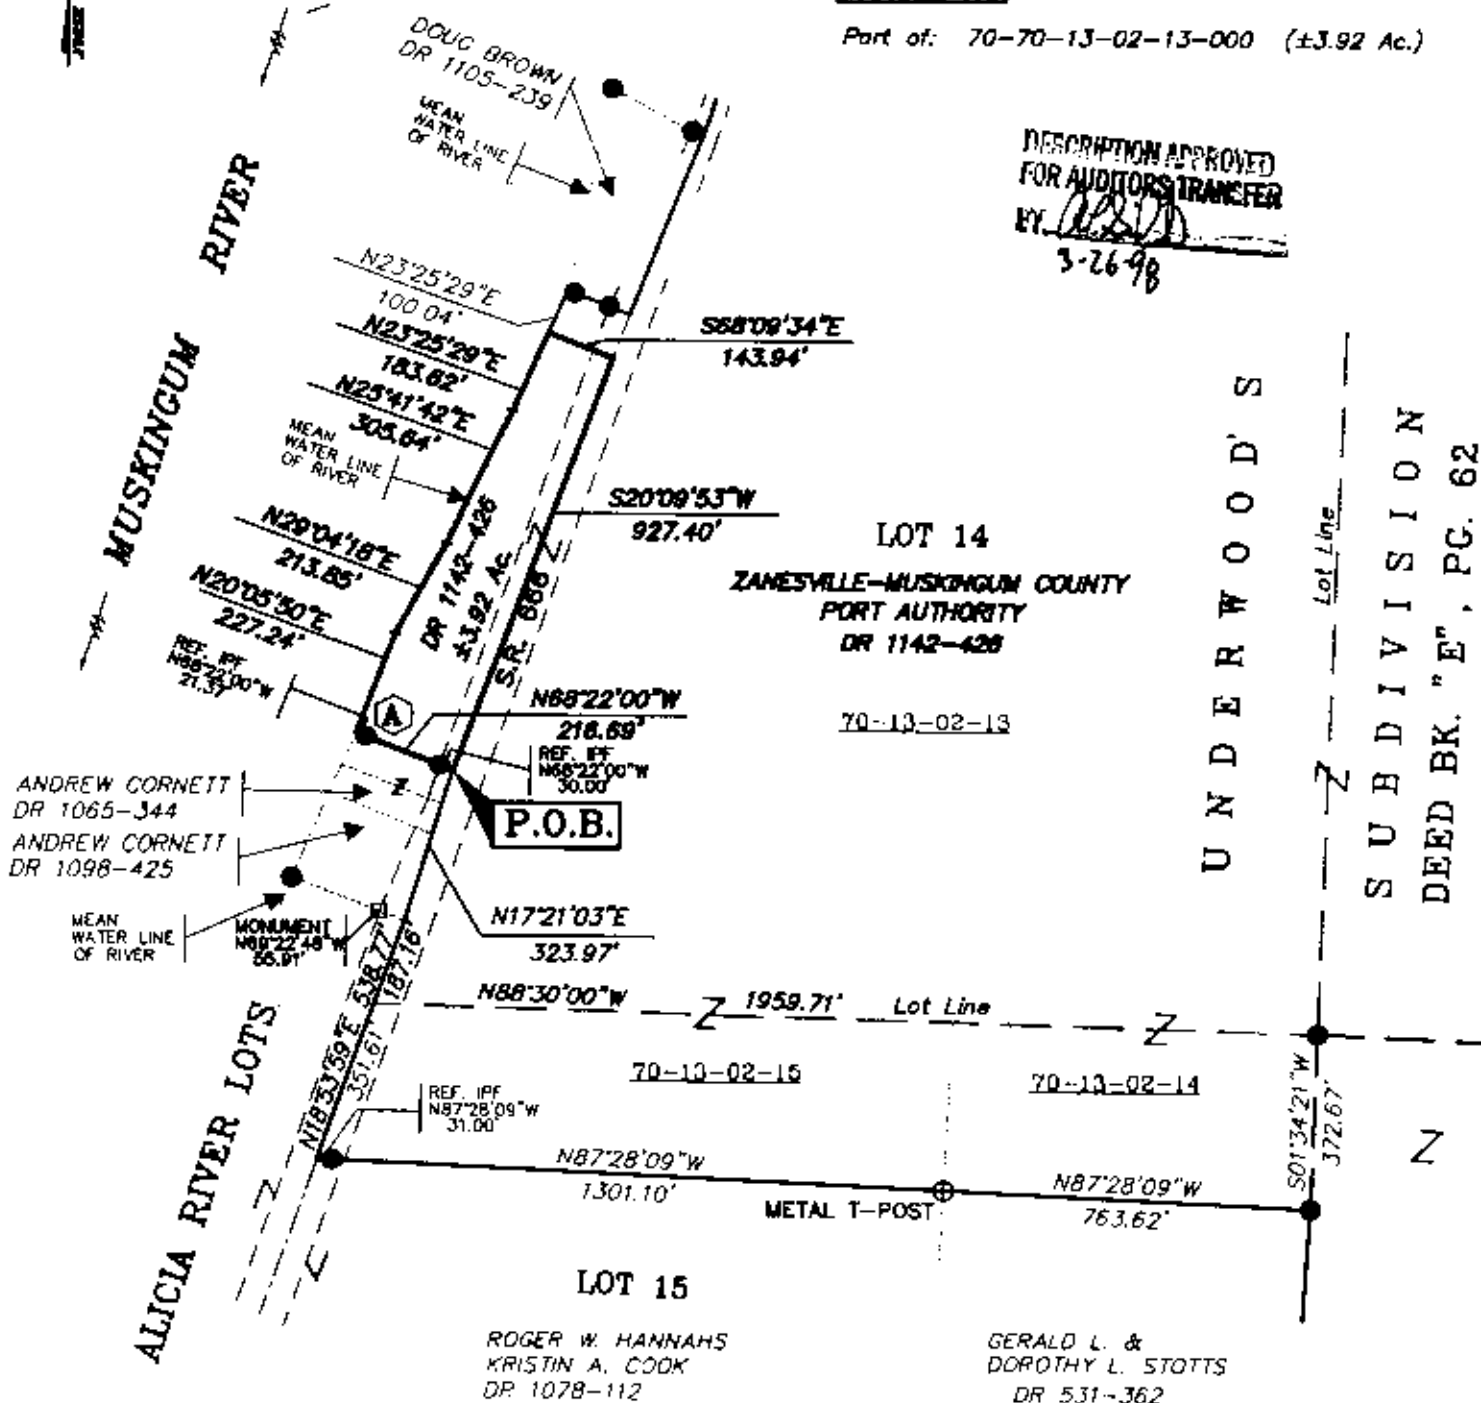 Part of: 70-70-13-02-13-000 (±3.92 Ac.)
DOUG BROWN
DR 1105-239
MEAN
WATER LINE
OF RIVER
DESCRIPTION APPROVED
FOR AUDITORS TRANSFER
BY
3-26-98
MUSKINGUM RIVER
N23°25'29"E
100.04'
N23°25'29"E
183.62'
N25°41'42"E
305.64'
MEAN
WATER LINE
OF RIVER
N29°04'18"E
213.85'
N20°05'50"E
227.24'
REF. IPF
N68°22'00"W
21.37'
S68°09'34"E
143.94'
S20°09'53"W
927.40'
DR 1142-426
±3.92 Ac.
S.R. 666
Z
LOT 14
ZANESVILLE-MUSKINGUM COUNTY
PORT AUTHORITY
DR 1142-426
70-13-02-13
UNDERWOOD'S
SUBDIVISION
DEED BK. "E", PG. 62
Lot Line
Z
A
N68°22'00"W
216.69'
REF. IPF
N68°22'00"W
30.00'
P.O.B.
Z
ANDREW CORNETT
DR 1065-344
ANDREW CORNETT
DR 1098-425
MEAN
WATER LINE
OF RIVER
MONUMENT
N69°22'48"W
55.91'
N17°21'03"E
323.97'
N88°30'00"W Z 1959.71' Lot Line Z
N18°53'59"E 538.77'
351.61' 187.16'
70-13-02-15
70-13-02-14
S01°34'21"W
372.67'
Z
REF. IPF
N87°28'09"W
31.00'
N87°28'09"W
1301.10'
METAL T-POST
N87°28'09"W
763.62'
ALICIA RIVER LOTS
Z
Z
LOT 15
ROGER W. HANNAHS
KRISTIN A. COOK
DR 1078-112
GERALD L. &
DOROTHY L. STOTTS
DR 531-362